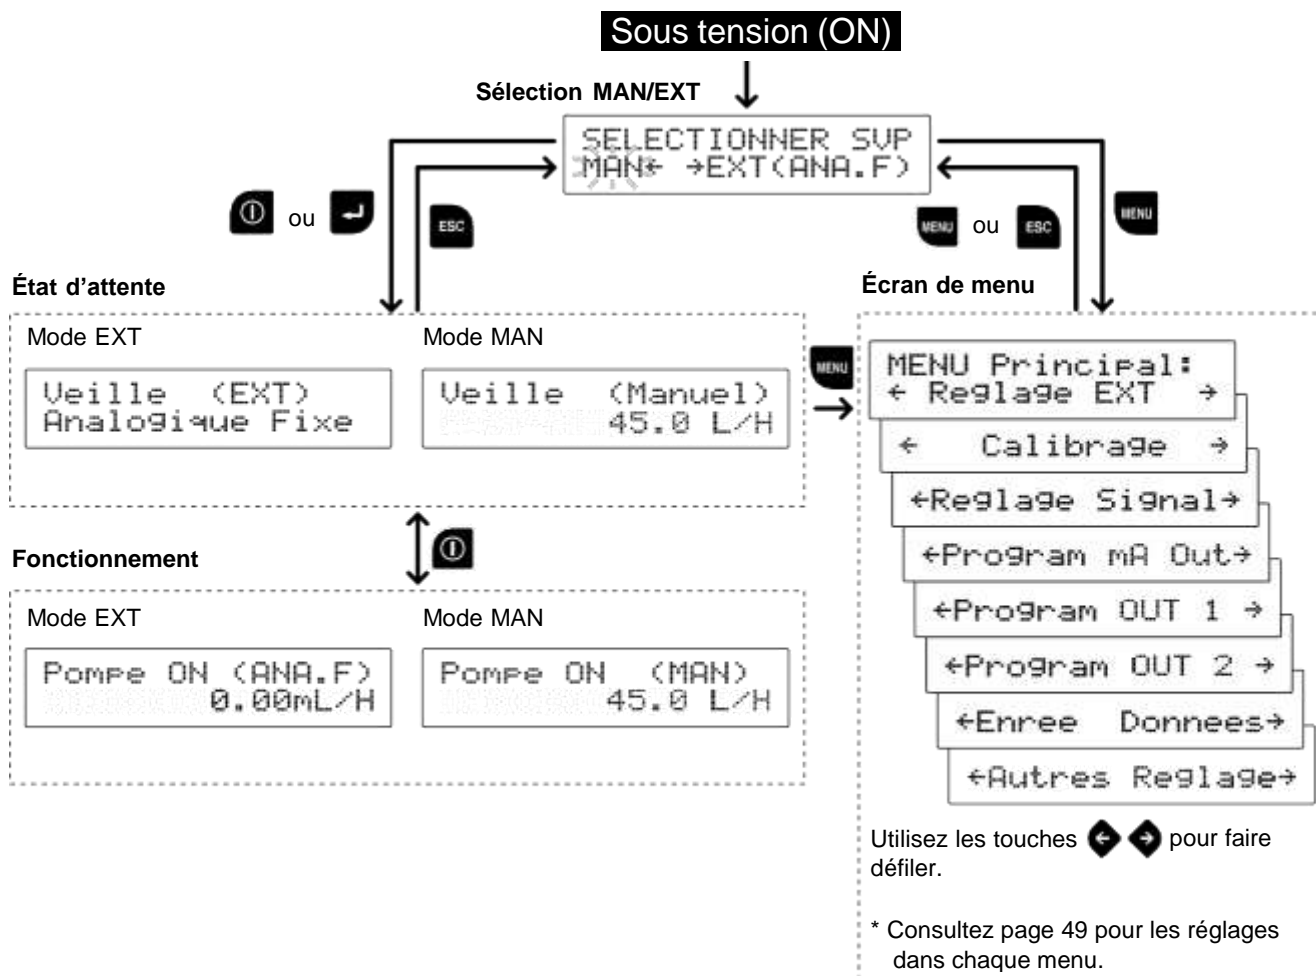 Sous tension (ON)
Sélection MAN/EXT
SELECTIONNER SVP
MAN← →EXT(ANA.F)
ou
ESC
MENU
ou
ESC
MENU
État d’attente
Mode EXT
Veille (EXT)
Analogique Fixe
Mode MAN
Veille (Manuel)
45.0 L/H
MENU
Fonctionnement
Mode EXT
Pompe ON (ANA.F)
0.00mL/H
Mode MAN
Pompe ON (MAN)
45.0 L/H
Écran de menu
MENU Principal:
← Reglage EXT →
← Calibrage →
←Reglage Signal→
←Program mA Out→
←Program OUT 1 →
←Program OUT 2 →
←Enree Donnees→
←Autres Reglage→
Utilisez les touches ← → pour faire
défiler.
* Consultez page 49 pour les réglages
dans chaque menu.